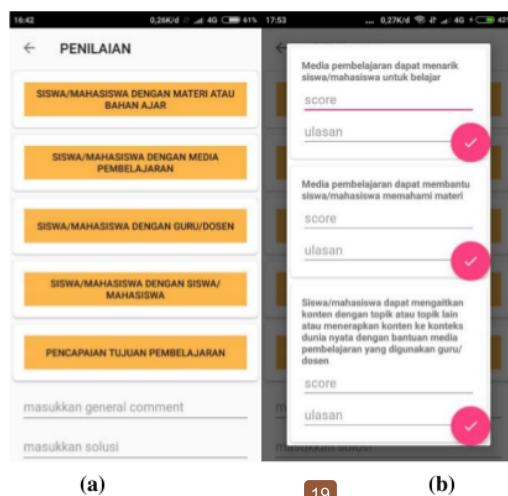 16:42 0,26K/d 4G 61%
PENILAIAN
SISWA/MAHASISWA DENGAN MATERI ATAU
BAHAN AJAR
SISWA/MAHASISWA DENGAN MEDIA
PEMBELAJARAN
SISWA/MAHASISWA DENGAN GURU/DOSEN
SISWA/MAHASISWA DENGAN SISWA/
MAHASISWA
PENCAPAIAN TUJUAN PEMBELAJARAN
masukkan general comment
masukkan solusi
(a)
17:53 ... 0,27K/d 4G 42%
Media pembelajaran dapat menarik
siswa/mahasiswa untuk belajar
score
ulasan
Media pembelajaran dapat membantu
siswa/mahasiswa memahami materi
score
ulasan
Siswa/mahasiswa dapat mengaitkan
konten dengan topik atau topik lain
atau menerapkan konten ke konteks
dunia nyata dengan bantuan media
pembelajaran yang digunakan guru/
dosen
score
ulasan
masukkan solusi
19
(b)